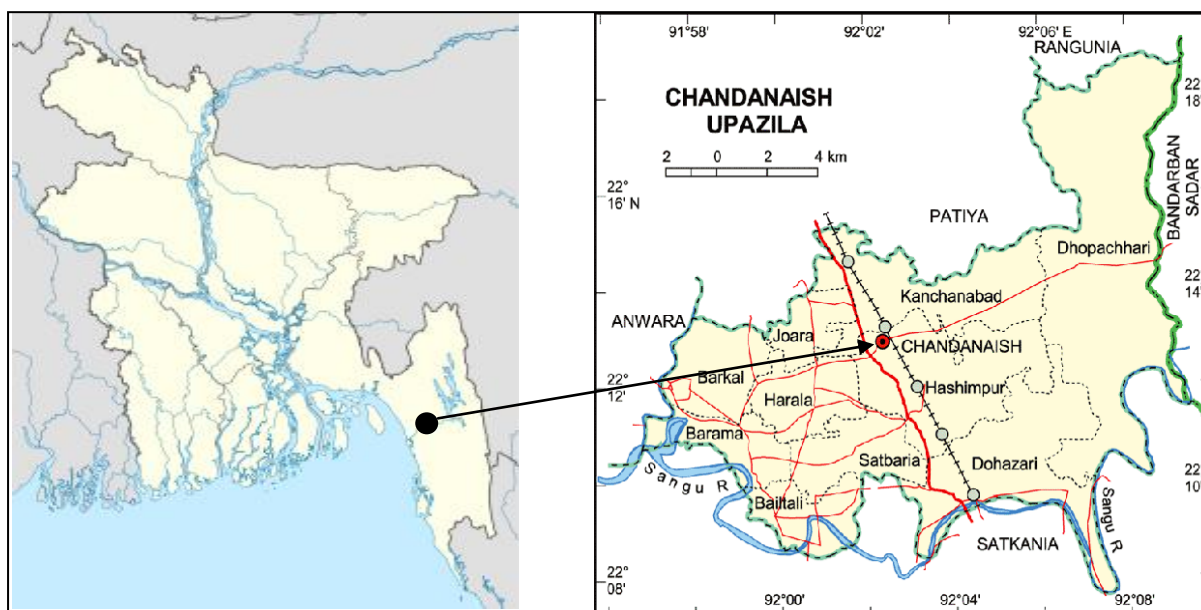 91°58'
92°02'
92°06' E
RANGUNIA
CHANDANAISH
UPAZILA
2 0 2 4 km
22
18'
22°
16' N
PATIYA
BANDARBAN
SADAR
Dhopachhari
22
14'
Kanchanabad
ANWARA
Joara
CHANDANAISH
Barkal
Hashimpur
22°
12'
Harala
Barama
Satbaria
Dohazari
22
10'
Sangu R
Bailtali
Sangu R
SATKANIA
22°
08'
92°00'
92°04'
92°08'